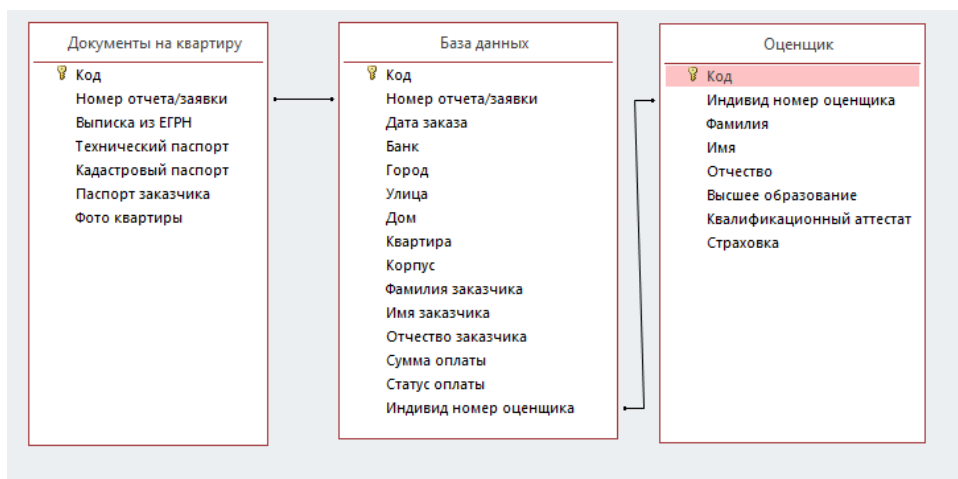 Документы на квартиру
Код
Номер отчета/заявки
Выписка из ЕГРН
Технический паспорт
Кадастровый паспорт
Паспорт заказчика
Фото квартиры
База данных
Код
Номер отчета/заявки
Дата заказа
Банк
Город
Улица
Дом
Квартира
Корпус
Фамилия заказчика
Имя заказчика
Отчество заказчика
Сумма оплаты
Статус оплаты
Индивид номер оценщика
Оценщик
Код
Индивид номер оценщика
Фамилия
Имя
Отчество
Высшее образование
Квалификационный аттестат
Страховка